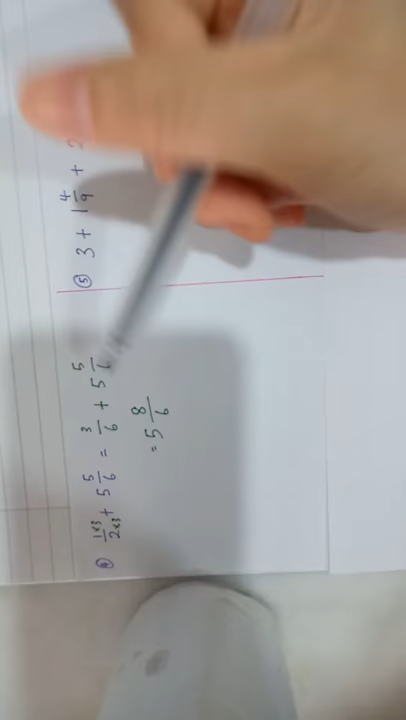 ④ 1×3/2×3 + 5 5/6 = 3/6 + 5 5/6
= 5 8/6
⑤ 3 + 1 4/9 +